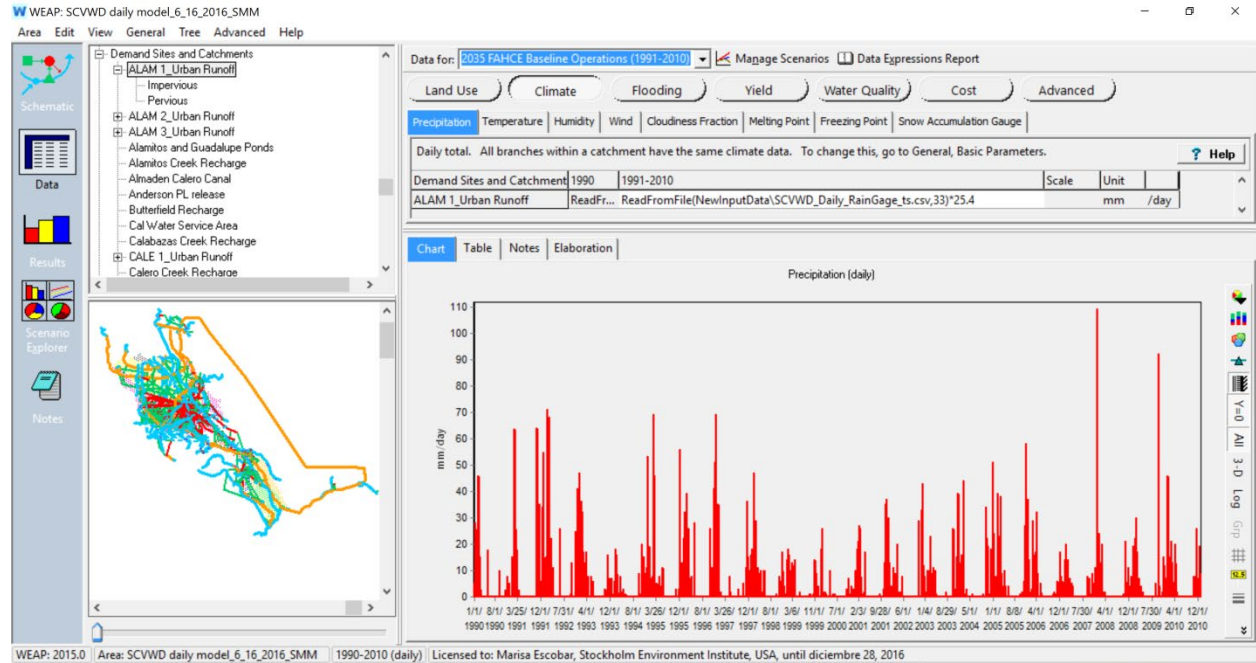 WEAP: SCVWD daily model_6_16_2016_SMM
Area Edit View General Tree Advanced Help
Schematic
Data
Results
Scenario Explorer
Notes
Demand Sites and Catchments
ALAM 1_Urban Runoff
Impervious
Pervious
ALAM 2_Urban Runoff
ALAM 3_Urban Runoff
Alamitos and Guadalupe Ponds
Alamitos Creek Recharge
Almaden Calero Canal
Anderson PL release
Butterfield Recharge
Cal Water Service Area
Calabazas Creek Recharge
CALE 1_Urban Runoff
Calero Creek Recharge
Data for: 2035 FAHCE Baseline Operations (1991-2010) Manage Scenarios Data Expressions Report
Land Use Climate Flooding Yield Water Quality Cost Advanced
Precipitation Temperature Humidity Wind Cloudiness Fraction Melting Point Freezing Point Snow Accumulation Gauge
Daily total. All branches within a catchment have the same climate data. To change this, go to General, Basic Parameters. ? Help
Demand Sites and Catchment 1990 1991-2010 Scale Unit
ALAM 1_Urban Runoff ReadFr... ReadFromFile(NewInputData\SCVWD_Daily_RainGage_ts.csv,33)*25.4 mm /day
Chart Table Notes Elaboration
Precipitation (daily)
mm/day
110
100
90
80
70
60
50
40
30
20
10
0
1/1/ 8/1/ 3/25/ 12/1/ 7/31/ 4/1/ 12/1/ 8/1/ 3/26/ 12/1/ 8/1/ 3/27/ 12/1/ 8/1/ 3/6/ 11/1/ 7/1/ 2/3/ 9/28/ 6/1/ 1/4/ 8/29/ 5/1/ 1/1/ 8/8/ 4/1/ 12/1/ 7/30/ 4/1/ 12/1/ 7/30/ 4/1/ 12/1/
1990 1990 1991 1991 1992 1993 1993 1994 1995 1995 1996 1997 1997 1998 1999 1999 2000 2001 2001 2002 2003 2003 2004 2005 2005 2006 2006 2007 2008 2008 2009 2010 2010
Y=0
All
3-D
Log
Grp
12.5
WEAP: 2015.0 Area: SCVWD daily model_6_16_2016_SMM 1990-2010 (daily) Licensed to: Marisa Escobar, Stockholm Environment Institute, USA, until diciembre 28, 2016